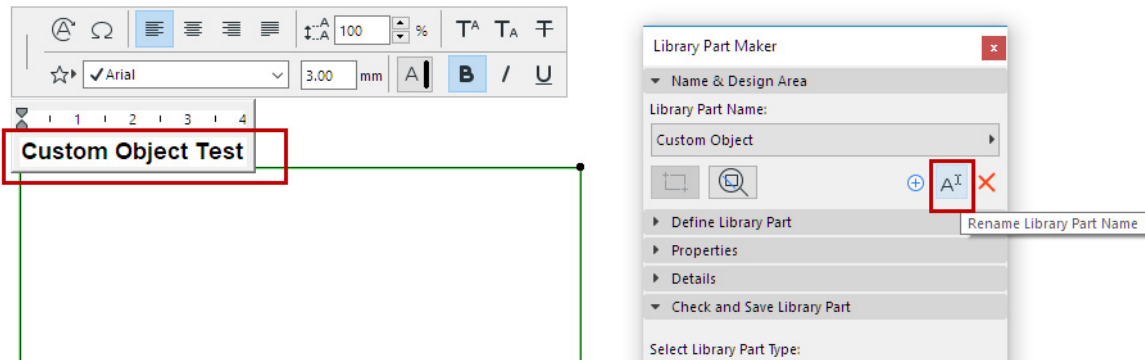 100 %
Arial 3.00 mm A B I U
1 2 3 4
Custom Object Test
Library Part Maker
x
Name & Design Area
Library Part Name:
Custom Object
A
Rename Library Part Name
Define Library Part
Properties
Details
Check and Save Library Part
Select Library Part Type: